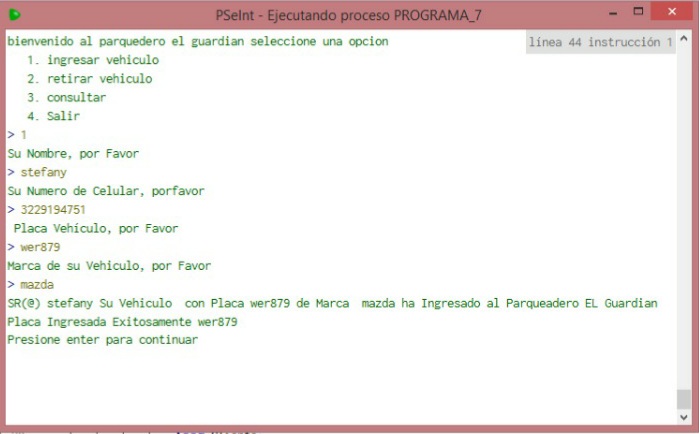 PSeInt - Ejecutando proceso PROGRAMA_7
bienvenido al parquedero el guardian seleccione una opcion
línea 44 instrucción 1
1. ingresar vehiculo
2. retirar vehiculo
3. consultar
4. Salir
> 1
Su Nombre, por Favor
> stefany
Su Numero de Celular, porfavor
> 3229194751
Placa Vehículo, por Favor
> wer879
Marca de su Vehiculo, por Favor
> mazda
SR(@) stefany Su Vehiculo con Placa wer879 de Marca mazda ha Ingresado al Parqueadero EL Guardian
Placa Ingresada Exitosamente wer879
Presione enter para continuar